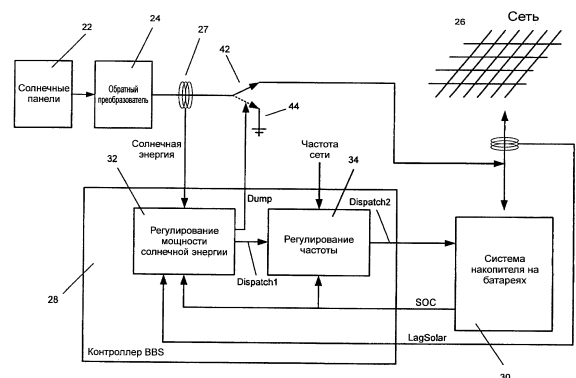 22
24
27
42
26
Сеть
Солнечные
панели
Обратный
преобразователь
44
Солнечная
энергия
Частота
сети
32
34
Dump
Dispatch2
Регулирование
мощности
солнечной энергии
Регулирование
частоты
Система
накопителя на
батареях
Dispatch1
28
SOC
LagSolar
Контроллер BBS
30